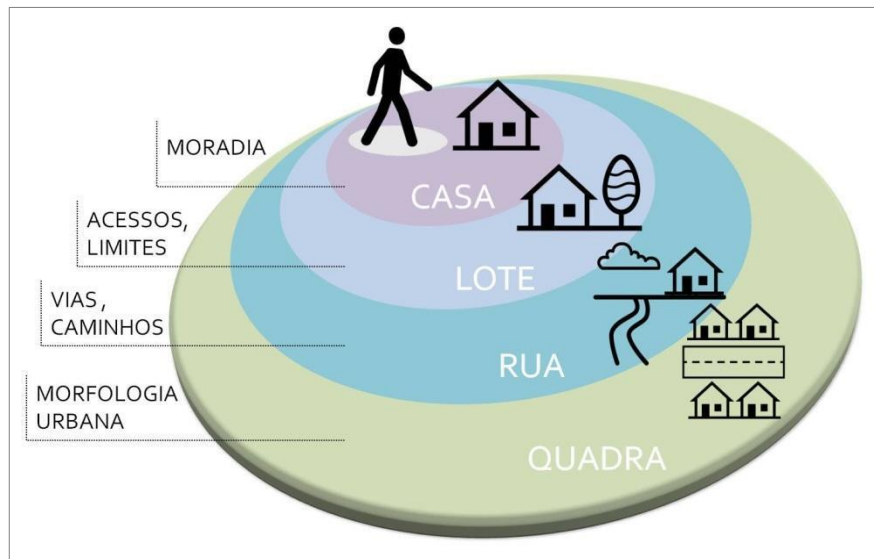 MORADIA
CASA
ACESSOS,
LIMITES
LOTE
VIAS,
CAMINHOS
RUA
MORFOLOGIA
URBANA
QUADRA